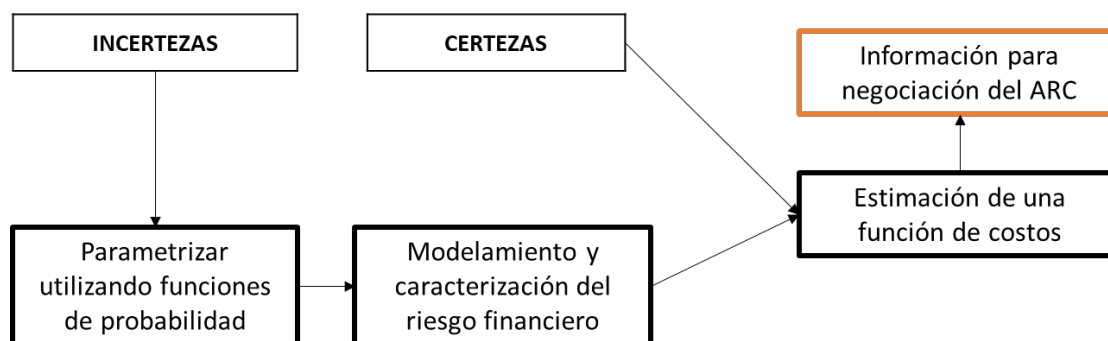 INCERTEZAS
CERTEZAS
Información para
negociación del ARC
Estimación de una
función de costos
Parametrizar
utilizando funciones
de probabilidad
Modelamiento y
caracterización del
riesgo financiero